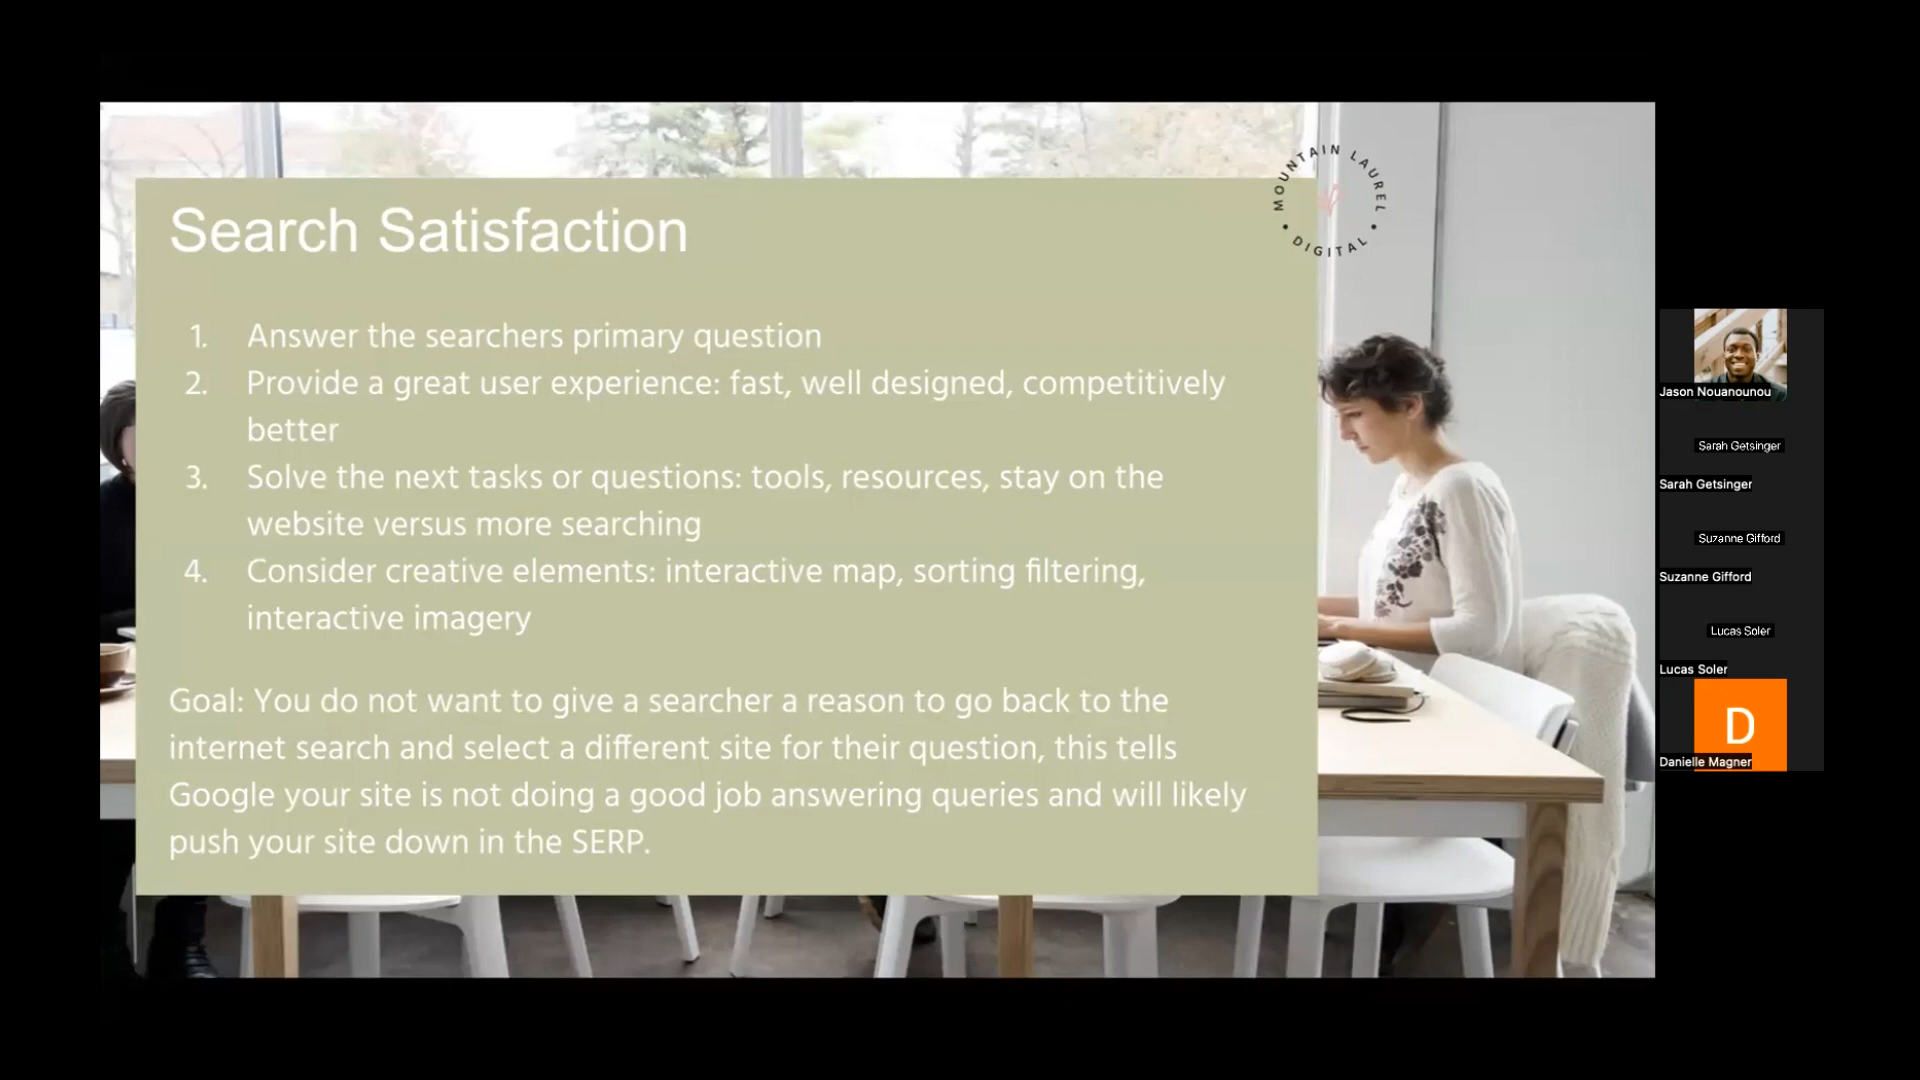 MOUNTAIN LAUREL
• DIGITAL •
Search Satisfaction
1. Answer the searchers primary question
2. Provide a great user experience: fast, well designed, competitively
better
3. Solve the next tasks or questions: tools, resources, stay on the
website versus more searching
4. Consider creative elements: interactive map, sorting filtering,
interactive imagery
Goal: You do not want to give a searcher a reason to go back to the
internet search and select a different site for their question, this tells
Google your site is not doing a good job answering queries and will likely
push your site down in the SERP.
Jason Nouanounou
Sarah Getsinger
Sarah Getsinger
Suzanne Gifford
Suzanne Gifford
Lucas Soler
Lucas Soler
D
Danielle Magner